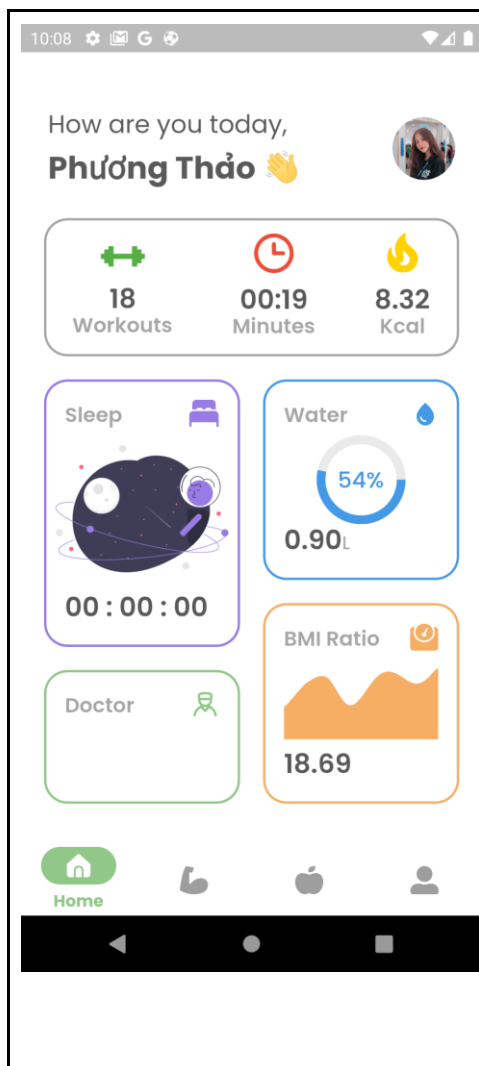 10:08 G
How are you today,
Phương Thảo 👋
18 00:19 8.32
Workouts Minutes Kcal
Sleep
00 : 00 : 00
Water
54%
0.90L
BMI Ratio
18.69
Doctor
Home